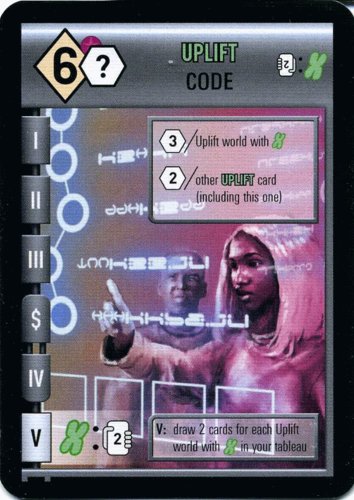 6 ?
UPLIFT
CODE
2 :
3 / Uplift world with
2 / other UPLIFT card
(including this one)
I
II
III
$
IV
V : 2
V: draw 2 cards for each Uplift
world with in your tableau